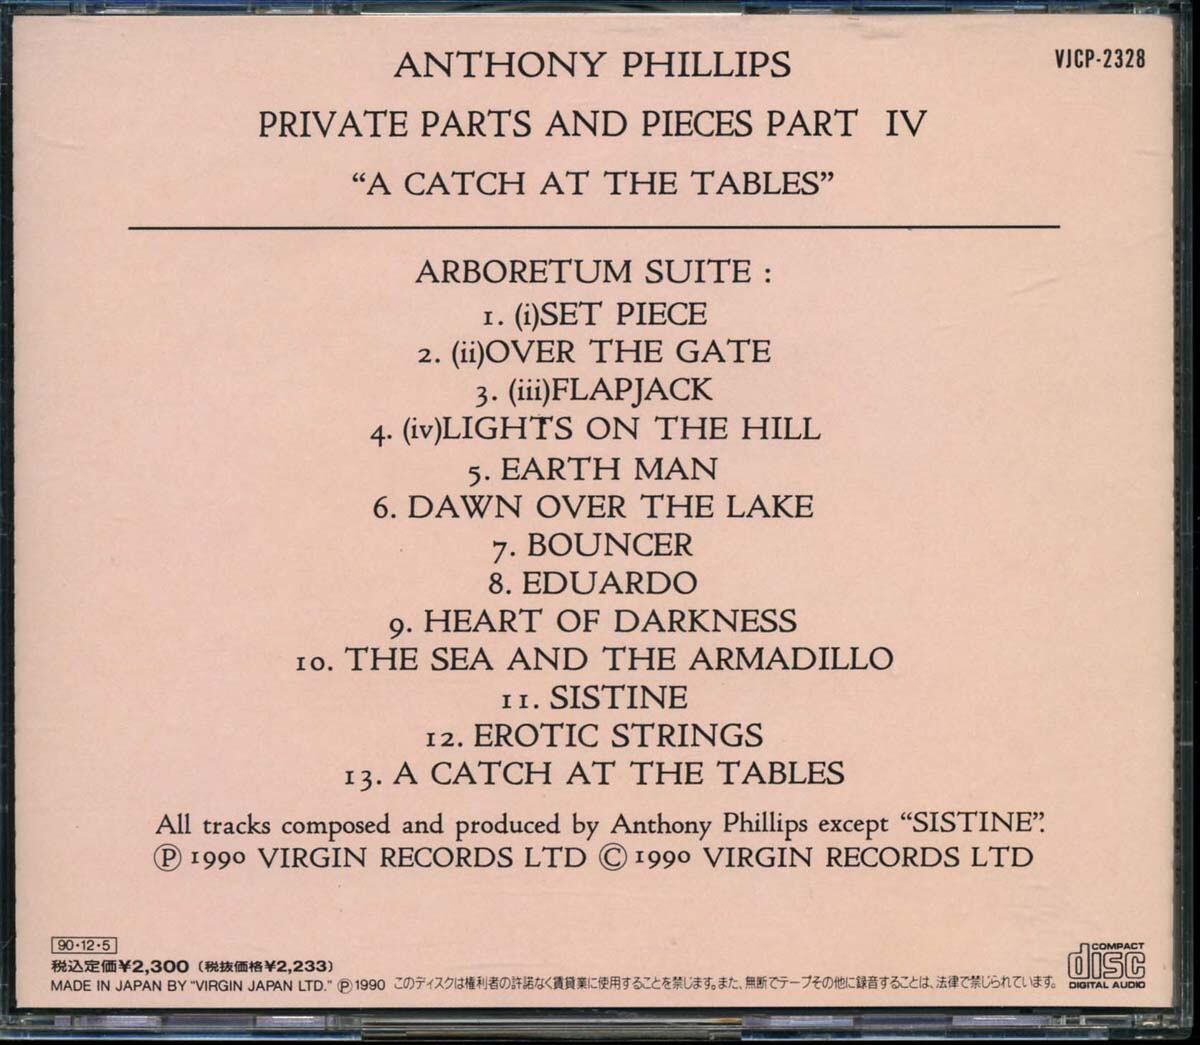 ANTHONY PHILLIPS
VJCP-2328
PRIVATE PARTS AND PIECES PART IV
“A CATCH AT THE TABLES”
ARBORETUM SUITE :
1. (i)SET PIECE
2. (ii)OVER THE GATE
3. (iii)FLAPJACK
4. (iv)LIGHTS ON THE HILL
5. EARTH MAN
6. DAWN OVER THE LAKE
7. BOUNCER
8. EDUARDO
9. HEART OF DARKNESS
10. THE SEA AND THE ARMADILLO
11. SISTINE
12. EROTIC STRINGS
13. A CATCH AT THE TABLES
All tracks composed and produced by Anthony Phillips except “SISTINE”.
Ⓟ 1990 VIRGIN RECORDS LTD © 1990 VIRGIN RECORDS LTD
90・12・5
税込定価¥2,300（税抜価格¥2,233）
MADE IN JAPAN BY "VIRGIN JAPAN LTD." Ⓟ1990 このディスクは権利者の許諾なく賃貸業に使用することを禁じます。また、無断でテープその他に録音することは、法律で禁じられています。
COMPACT
disc
DIGITAL AUDIO